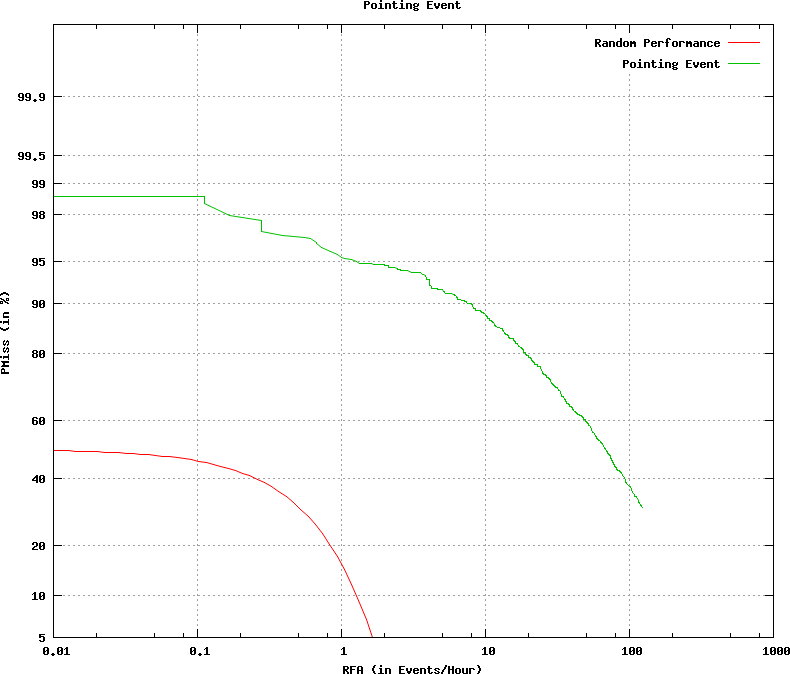 Pointing Event
Random Performance
Pointing Event
99.9
99.5
99
98
95
90
80
60
40
20
10
5
PMiss (in %)
0.01 0.1 1 10 100 1000
RFA (in Events/Hour)